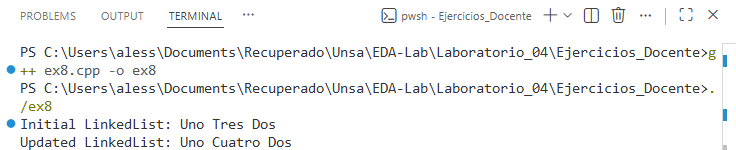 PROBLEMS OUTPUT TERMINAL ... pwsh - Ejercicios_Docente
PS C:\Users\aless\Documents\Recuperado\Unsa\EDA-Lab\Laboratorio_04\Ejercicios_Docente>g
++ ex8.cpp -o ex8
PS C:\Users\aless\Documents\Recuperado\Unsa\EDA-Lab\Laboratorio_04\Ejercicios_Docente>.
/ex8
Initial LinkedList: Uno Tres Dos
Updated LinkedList: Uno Cuatro Dos